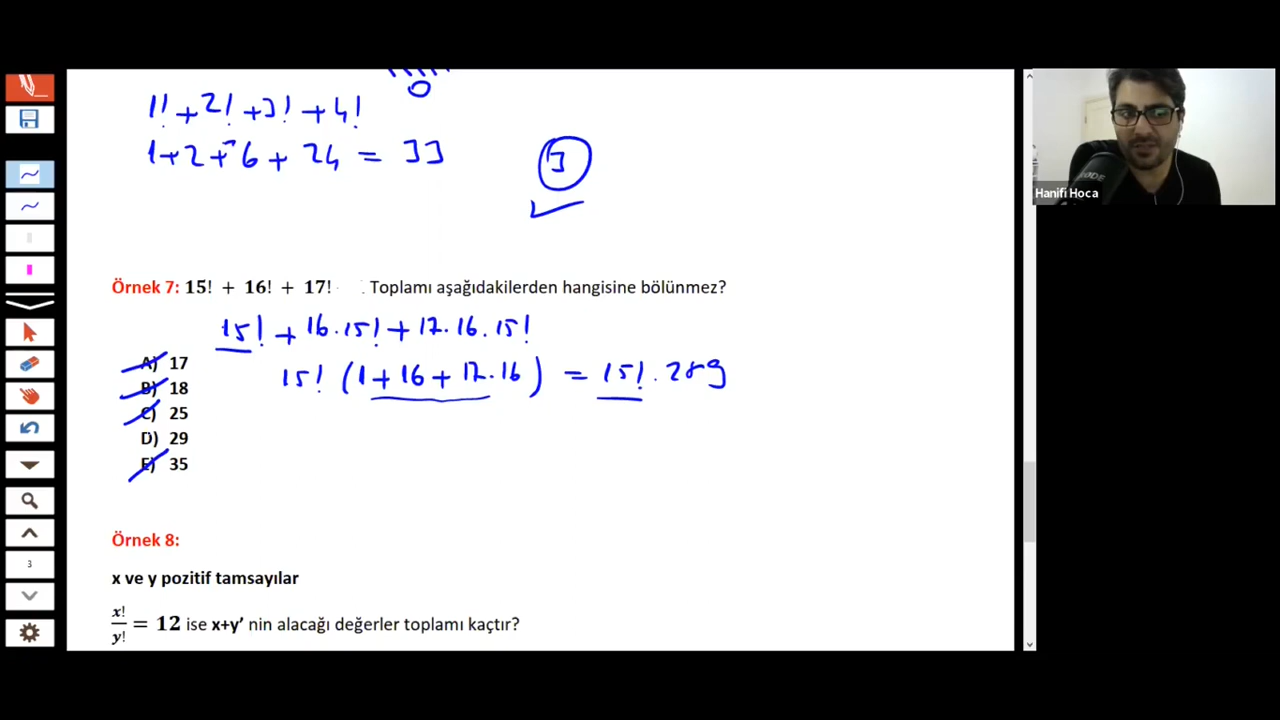 1! + 2! + 3! + 4!
1 + 2 + 6 + 24 = 33
3
Hanifi Hoca
Örnek 7: 15! + 16! + 17! Toplamı aşağıdakilerden hangisine bölünmez?
15! + 16.15! + 17.16.15!
15! (1 + 16 + 17.16) = 15! . 289
A) 17
B) 18
C) 25
D) 29
E) 35
Örnek 8:
x ve y pozitif tamsayılar
x!/y! = 12 ise x+y’ nin alacağı değerler toplamı kaçtır?
3